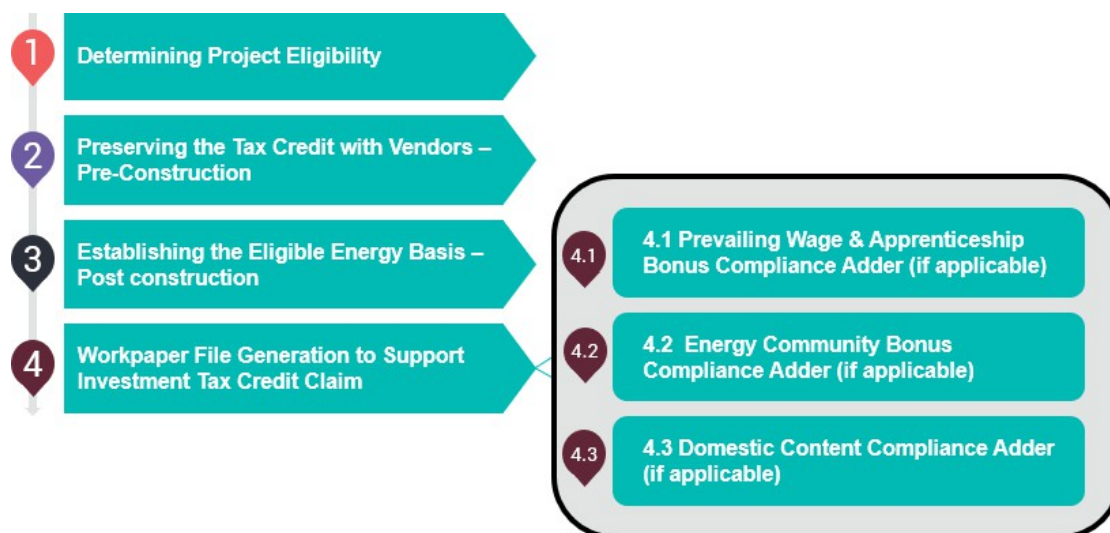 1
Determining Project Eligibility
2
Preserving the Tax Credit with Vendors –
Pre-Construction
3
Establishing the Eligible Energy Basis –
Post construction
4
Workpaper File Generation to Support
Investment Tax Credit Claim
4.1
4.1 Prevailing Wage & Apprenticeship
Bonus Compliance Adder (if applicable)
4.2
4.2 Energy Community Bonus
Compliance Adder (if applicable)
4.3
4.3 Domestic Content Compliance Adder
(if applicable)